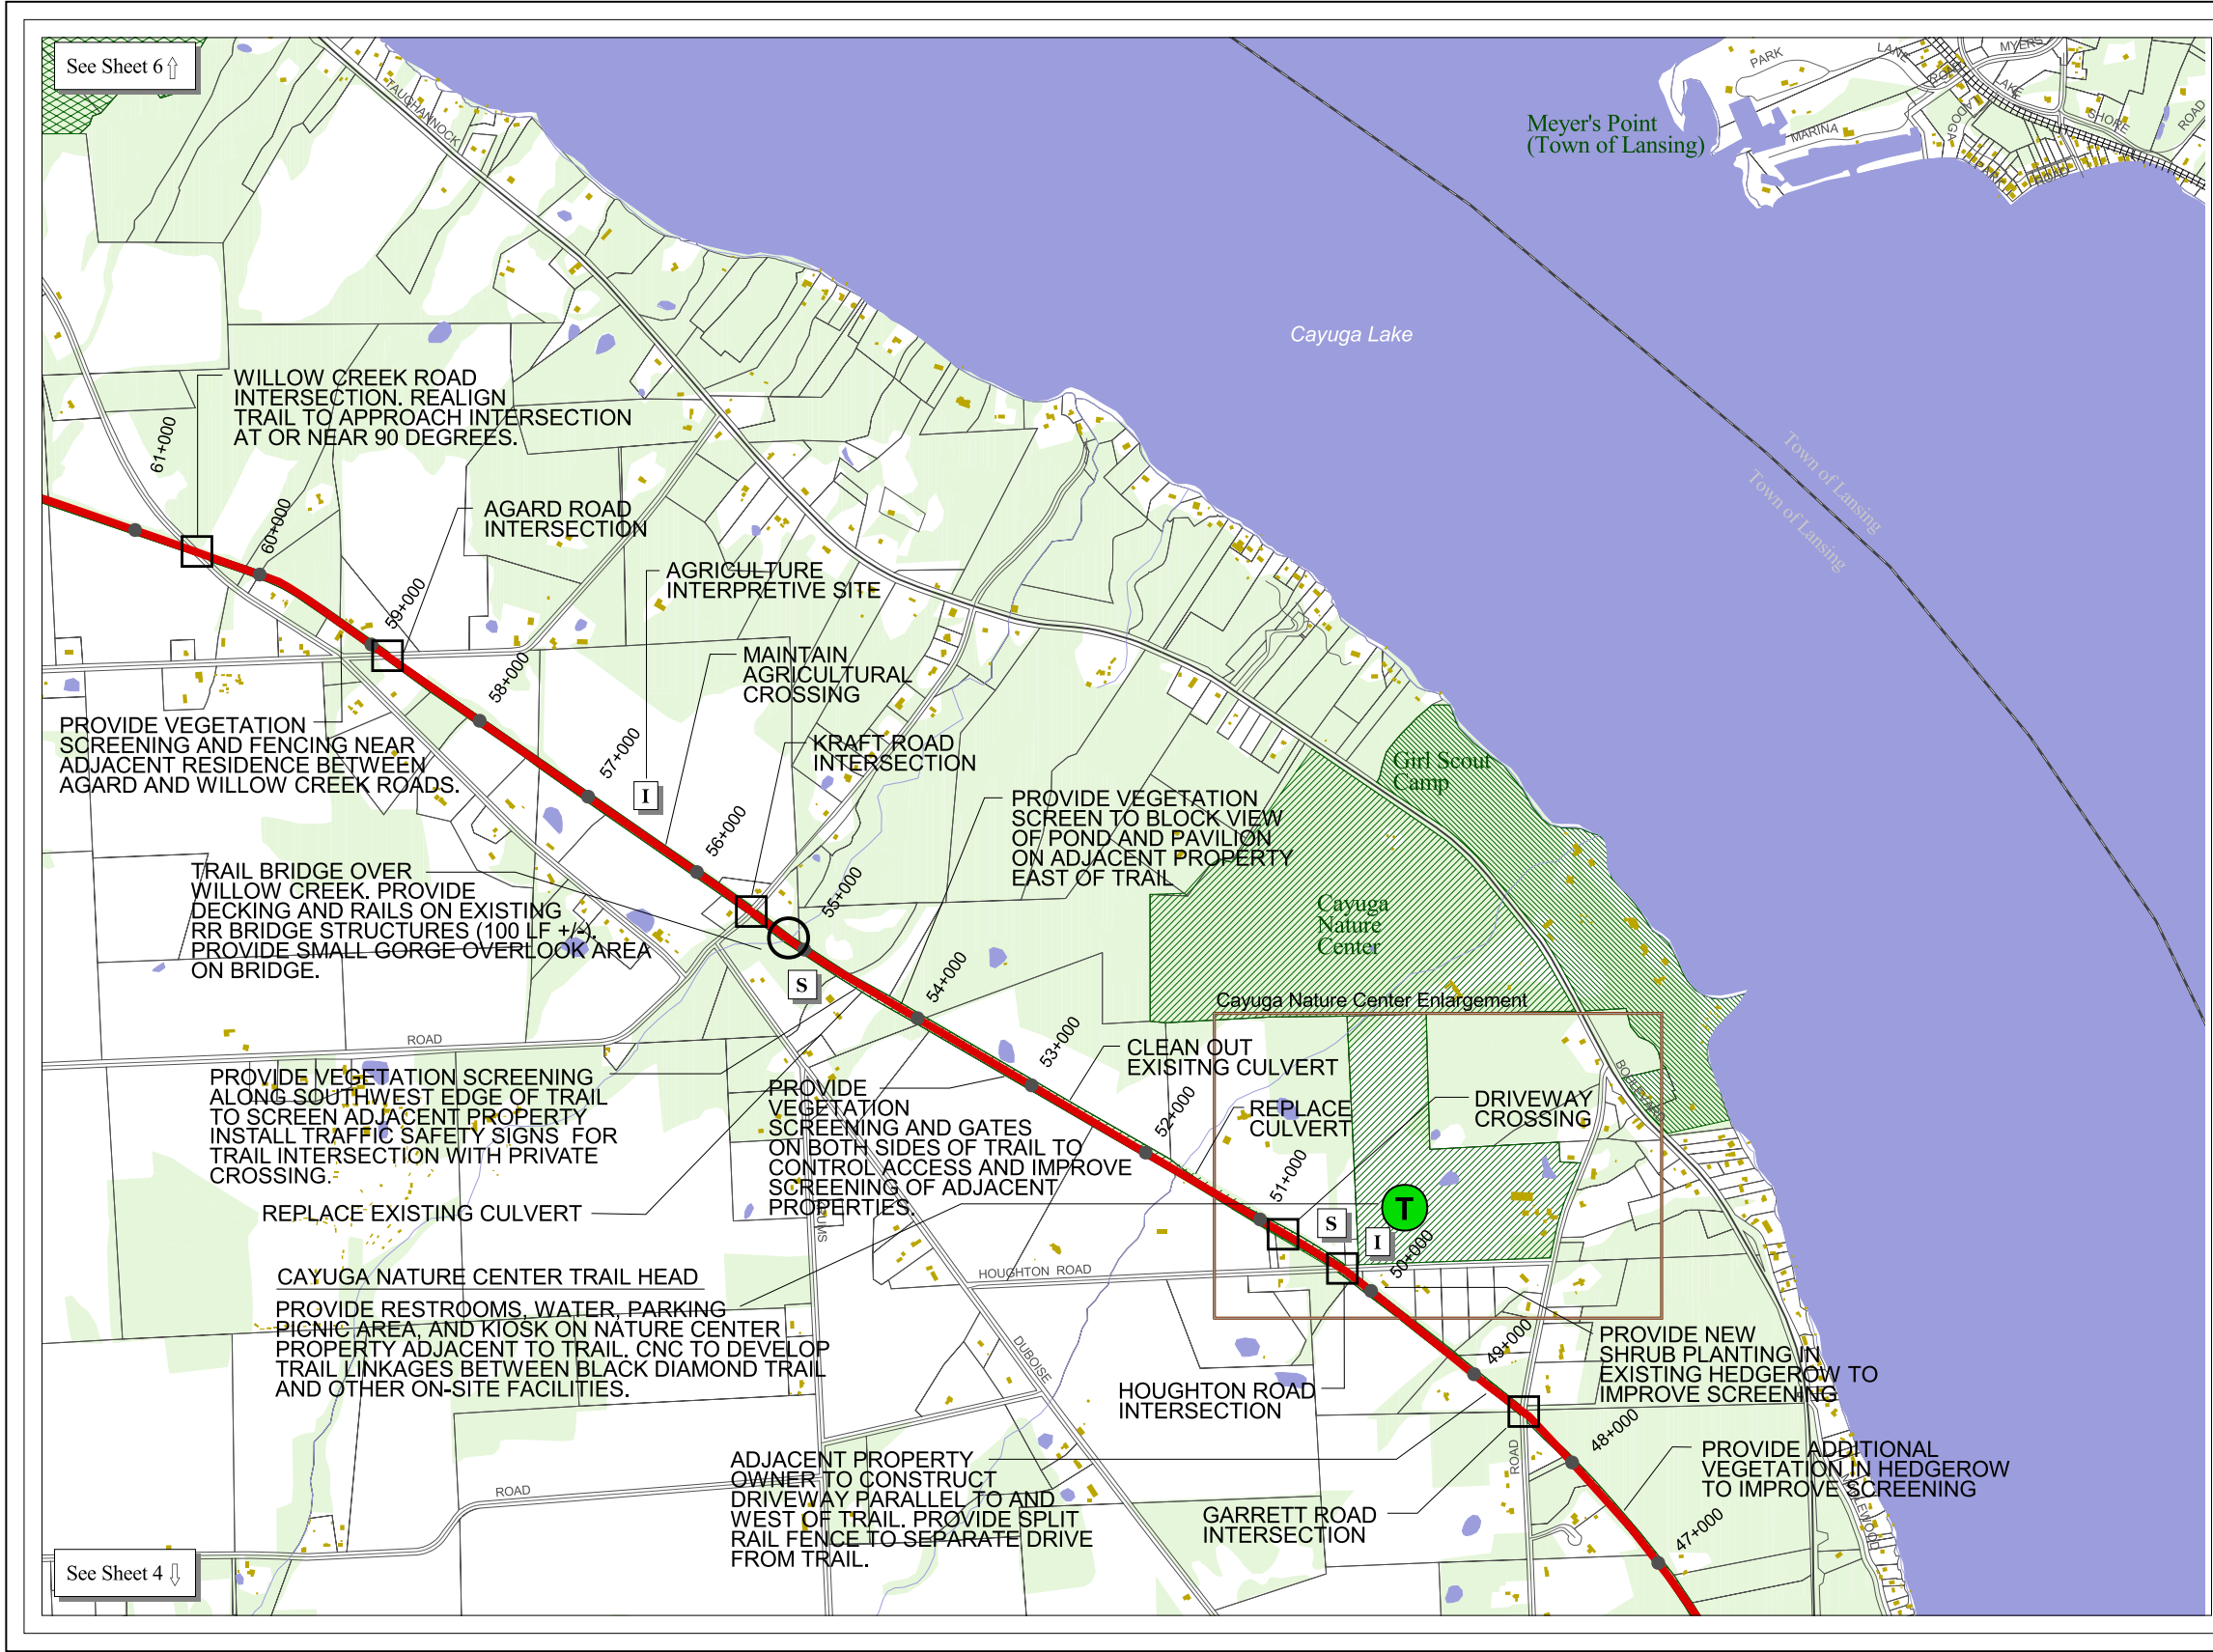 See Sheet 6 ⇧
TAUGHANNOCK
PARK
LANE
MYERS
ROAD
LAKE
SHORE
ROAD
LADOGA
MARINA
PARK
ROAD
Meyer's Point
(Town of Lansing)
Cayuga Lake
Town of Lansing
Town of Lansing
WILLOW CREEK ROAD
INTERSECTION. REALIGN
TRAIL TO APPROACH INTERSECTION
AT OR NEAR 90 DEGREES.
61+000
60+000
AGARD ROAD
INTERSECTION
59+000
AGRICULTURE
INTERPRETIVE SITE
58+000
MAINTAIN
AGRICULTURAL
CROSSING
57+000
I
PROVIDE VEGETATION
SCREENING AND FENCING NEAR
ADJACENT RESIDENCE BETWEEN
AGARD AND WILLOW CREEK ROADS.
KRAFT ROAD
INTERSECTION
56+000
PROVIDE VEGETATION
SCREEN TO BLOCK VIEW
OF POND AND PAVILION
ON ADJACENT PROPERTY
EAST OF TRAIL
Girl Scout
Camp
55+000
TRAIL BRIDGE OVER
WILLOW CREEK. PROVIDE
DECKING AND RAILS ON EXISTING
RR BRIDGE STRUCTURES (100 LF +/-).
PROVIDE SMALL GORGE OVERLOOK AREA
ON BRIDGE.
S
Cayuga
Nature
Center
54+000
Cayuga Nature Center Enlargement
ROAD
53+000
CLEAN OUT
EXISITNG CULVERT
BOULEVARD
PROVIDE VEGETATION SCREENING
ALONG SOUTHWEST EDGE OF TRAIL
TO SCREEN ADJACENT PROPERTY
INSTALL TRAFFIC SAFETY SIGNS FOR
TRAIL INTERSECTION WITH PRIVATE
CROSSING.
PROVIDE
VEGETATION
SCREENING AND GATES
ON BOTH SIDES OF TRAIL TO
CONTROL ACCESS AND IMPROVE
SCREENING OF ADJACENT
PROPERTIES.
52+000
REPLACE
CULVERT
DRIVEWAY
CROSSING
51+000
REPLACE EXISTING CULVERT
S
T
I
50+000
HOUGHTON ROAD
CAYUGA NATURE CENTER TRAIL HEAD
PROVIDE RESTROOMS, WATER, PARKING
PICNIC AREA, AND KIOSK ON NATURE CENTER
PROPERTY ADJACENT TO TRAIL. CNC TO DEVELOP
TRAIL LINKAGES BETWEEN BLACK DIAMOND TRAIL
AND OTHER ON-SITE FACILITIES.
DUBOISE
49+000
PROVIDE NEW
SHRUB PLANTING IN
EXISTING HEDGEROW TO
IMPROVE SCREENING
HOUGHTON ROAD
INTERSECTION
48+000
ROAD
PROVIDE ADDITIONAL
VEGETATION IN HEDGEROW
TO IMPROVE SCREENING
ADJACENT PROPERTY
OWNER TO CONSTRUCT
DRIVEWAY PARALLEL TO AND
WEST OF TRAIL. PROVIDE SPLIT
RAIL FENCE TO SEPARATE DRIVE
FROM TRAIL.
ROAD
GARRETT ROAD
INTERSECTION
47+000
See Sheet 4 ⇩